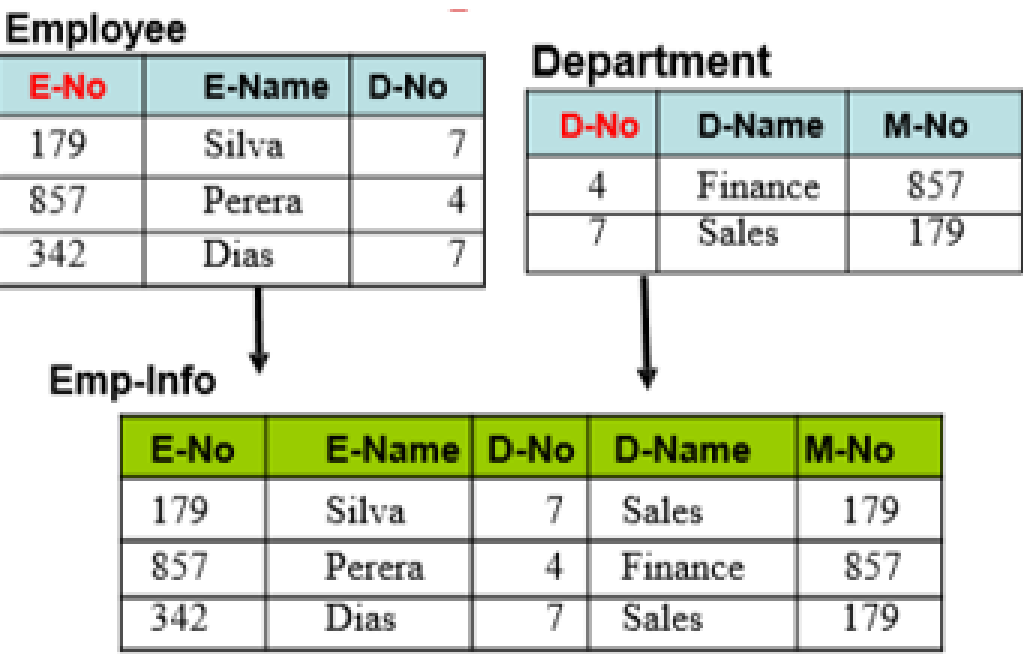 Employee
E-No E-Name D-No
179 Silva 7
857 Perera 4
342 Dias 7
Department
D-No D-Name M-No
4 Finance 857
7 Sales 179
Emp-Info
E-No E-Name D-No D-Name M-No
179 Silva 7 Sales 179
857 Perera 4 Finance 857
342 Dias 7 Sales 179